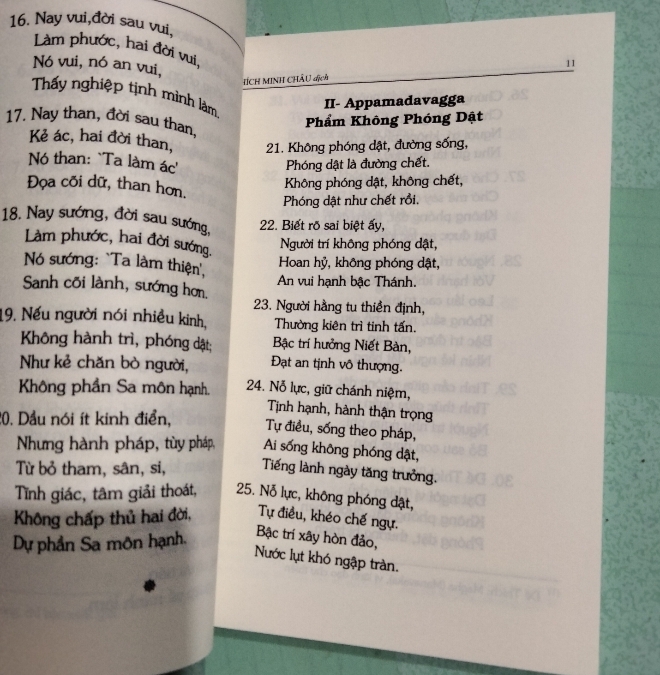 16. Nay vui,đời sau vui,
Làm phước, hai đời vui,
Nó vui, nó an vui,
Thấy nghiệp tịnh mình làm.
17. Nay than, đời sau than,
Kẻ ác, hai đời than,
Nó than: `Ta làm ác'
Đọa cõi dữ, than hơn.
18. Nay sướng, đời sau sướng,
Làm phước, hai đời sướng.
Nó sướng: `Ta làm thiện',
Sanh cõi lành, sướng hơn.
19. Nếu người nói nhiều kinh,
Không hành trì, phóng dật;
Như kẻ chăn bò người,
Không phần Sa môn hạnh.
20. Dầu nói ít kinh điển,
Nhưng hành pháp, tùy pháp,
Từ bỏ tham, sân, si,
Tĩnh giác, tâm giải thoát,
Không chấp thủ hai đời,
Dự phần Sa môn hạnh.
HÍCH MINH CHÂU dịch
11
II- Appamadavagga
Phẩm Không Phóng Dật
21. Không phóng dật, đường sống,
Phóng dật là đường chết.
Không phóng dật, không chết,
Phóng dật như chết rồi.
22. Biết rõ sai biệt ấy,
Người trí không phóng dật,
Hoan hỷ, không phóng dật,
An vui hạnh bậc Thánh.
23. Người hằng tu thiền định,
Thường kiên trì tinh tấn.
Bậc trí hưởng Niết Bàn,
Đạt an tịnh vô thượng.
24. Nỗ lực, giữ chánh niệm,
Tịnh hạnh, hành thận trọng
Tự điều, sống theo pháp,
Ai sống không phóng dật,
Tiếng lành ngày tăng trưởng.
25. Nỗ lực, không phóng dật,
Tự điều, khéo chế ngự.
Bậc trí xây hòn đảo,
Nước lụt khó ngập tràn.